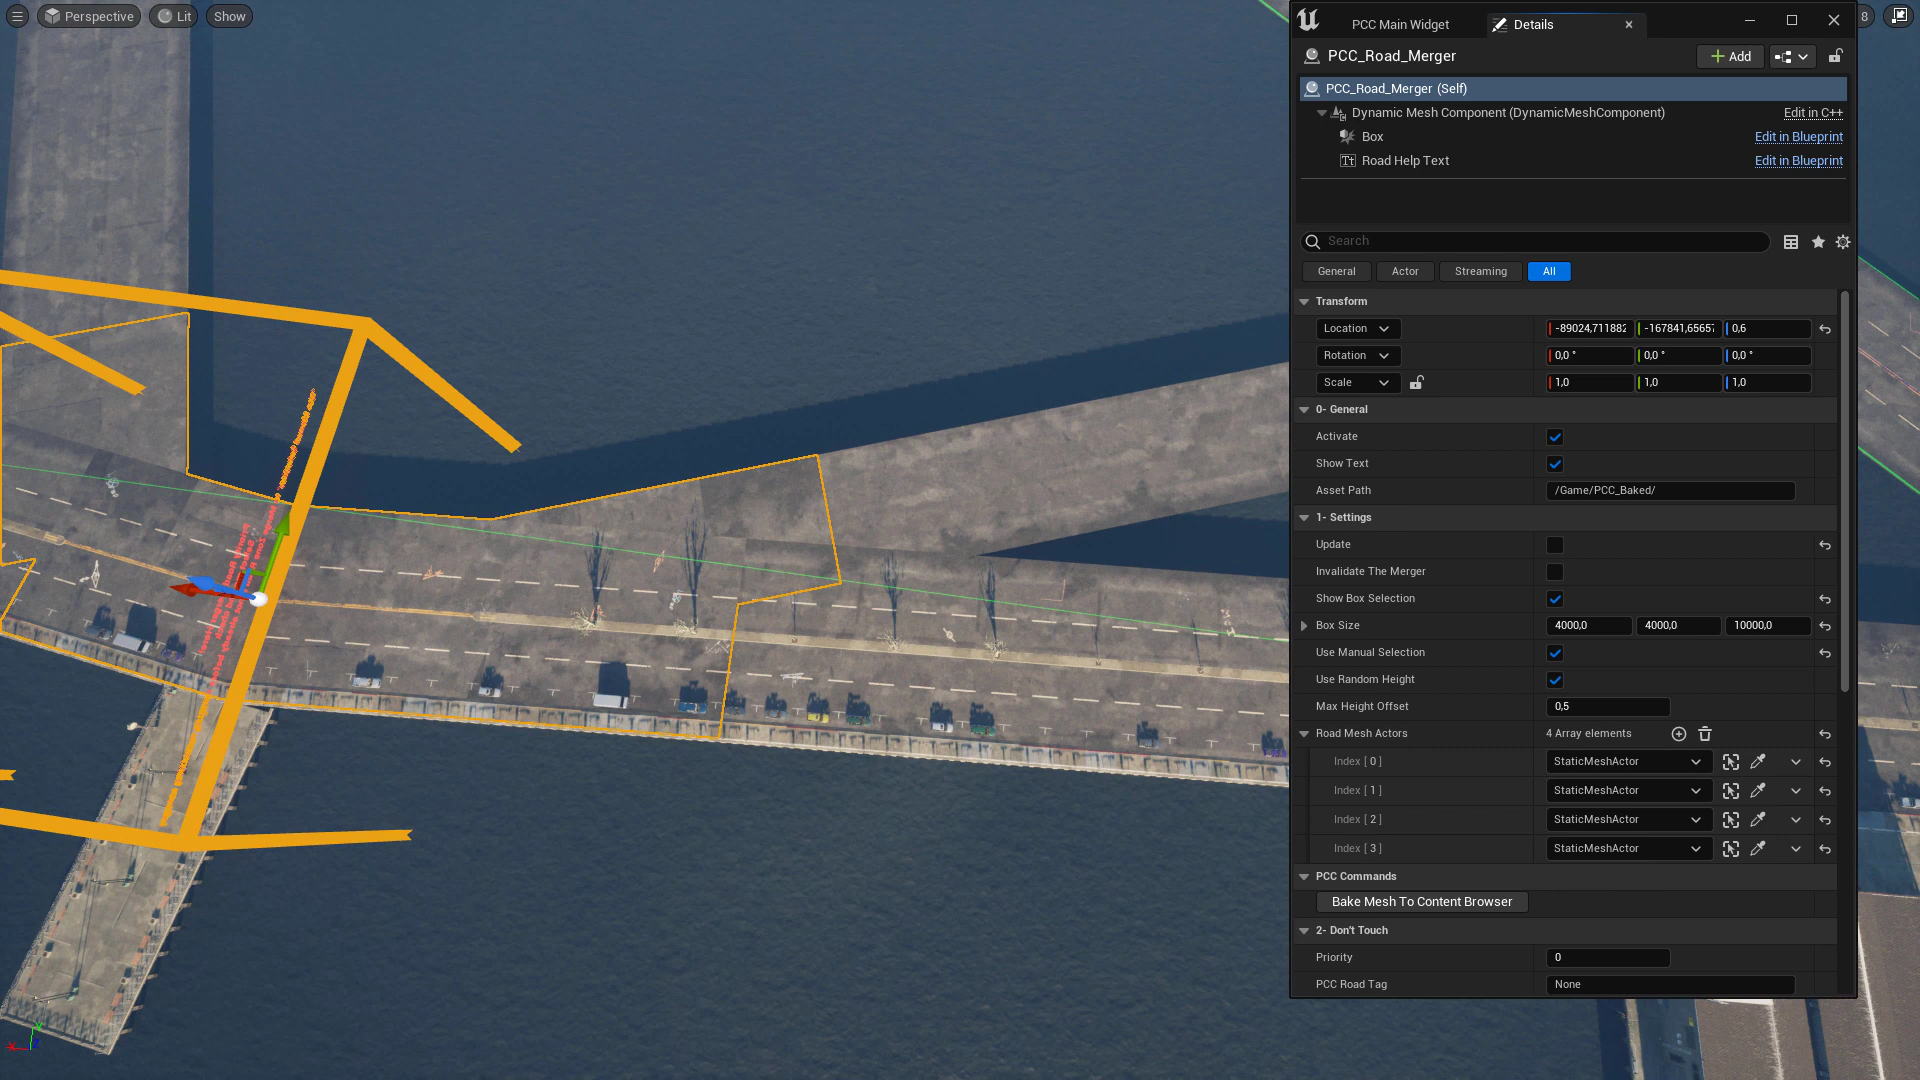 Perspective
Lit
Show
8
PCC Main Widget
Details
PCC_Road_Merger
Add
PCC_Road_Merger (Self)
Dynamic Mesh Component (DynamicMeshComponent)
Edit in C++
Box
Edit in Blueprint
Tt
Road Help Text
Edit in Blueprint
Search
General
Actor
Streaming
All
Transform
Location
-89024,711882
-167841,6565
0,6
Rotation
0,0 °
0,0 °
0,0 °
Scale
1,0
1,0
1,0
0- General
Activate
Show Text
Asset Path
/Game/PCC_Baked/
1- Settings
Update
Invalidate The Merger
Show Box Selection
Box Size
4000,0
4000,0
10000,0
Use Manual Selection
Use Random Height
Max Height Offset
0,5
Road Mesh Actors
4 Array elements
Index [ 0 ]
StaticMeshActor
Index [ 1 ]
StaticMeshActor
Index [ 2 ]
StaticMeshActor
Index [ 3 ]
StaticMeshActor
PCC Commands
Bake Mesh To Content Browser
2- Don't Touch
Priority
0
PCC Road Tag
None